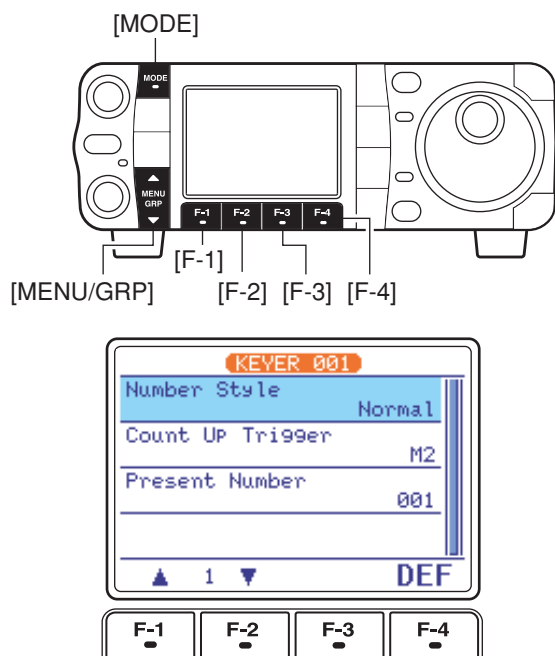 [MODE]
MODE
MENU
GRP
F-1 F-2 F-3 F-4
[F-1]
[MENU/GRP] [F-2] [F-3] [F-4]
KEYER 001
Number Style
Normal
Count Up Trigger
M2
Present Number
001
1 DEF
F-1 F-2 F-3 F-4